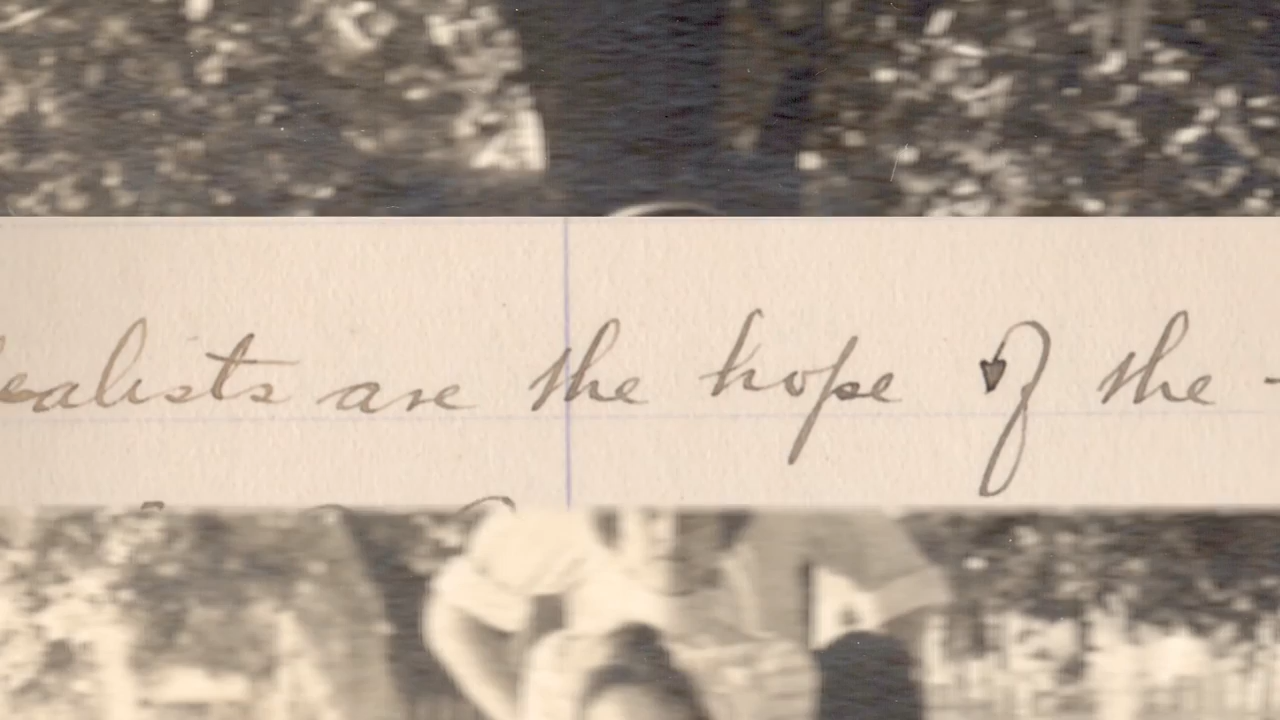 ealists are the hope of the